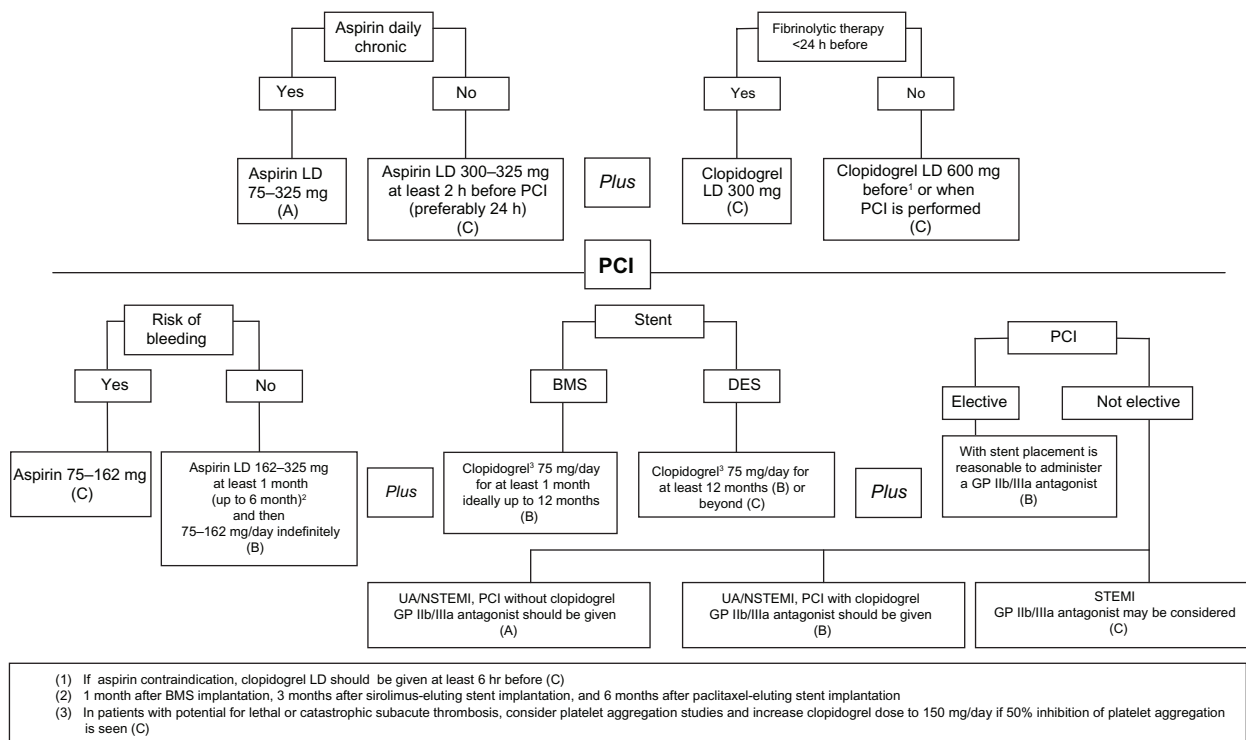 Aspirin daily
chronic
Yes
No
Aspirin LD
75–325 mg
(A)
Aspirin LD 300–325 mg
at least 2 h before PCI
(preferably 24 h)
(C)
Plus
Fibrinolytic therapy
<24 h before
Yes
No
Clopidogrel
LD 300 mg
(C)
Clopidogrel LD 600 mg
before¹ or when
PCI is performed
(C)
PCI
Risk of
bleeding
Yes
No
Aspirin 75–162 mg
(C)
Aspirin LD 162–325 mg
at least 1 month
(up to 6 month)²
and then
75–162 mg/day indefinitely
(B)
Plus
Stent
BMS
DES
Clopidogrel³ 75 mg/day
for at least 1 month
ideally up to 12 months
(B)
Clopidogrel³ 75 mg/day for
at least 12 months (B) or
beyond (C)
Plus
PCI
Elective
Not elective
With stent placement is
reasonable to administer
a GP IIb/IIIa antagonist
(B)
UA/NSTEMI, PCI without clopidogrel
GP IIb/IIIa antagonist should be given
(A)
UA/NSTEMI, PCI with clopidogrel
GP IIb/IIIa antagonist should be given
(B)
STEMI
GP IIb/IIIa antagonist may be considered
(C)
(1) If aspirin contraindication, clopidogrel LD should be given at least 6 hr before (C)
(2) 1 month after BMS implantation, 3 months after sirolimus-eluting stent implantation, and 6 months after paclitaxel-eluting stent implantation
(3) In patients with potential for lethal or catastrophic subacute thrombosis, consider platelet aggregation studies and increase clopidogrel dose to 150 mg/day if 50% inhibition of platelet aggregation
is seen (C)